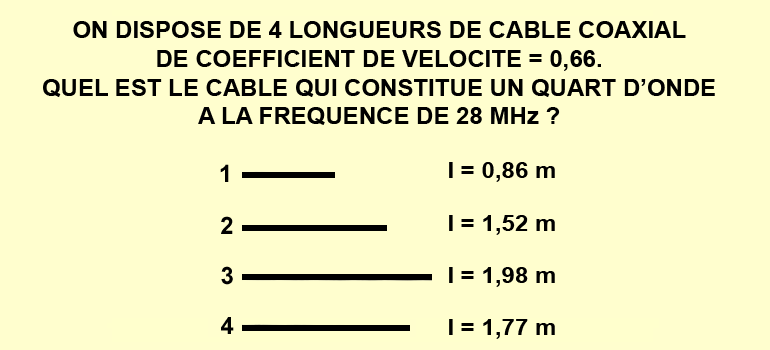 ON DISPOSE DE 4 LONGUEURS DE CABLE COAXIAL
DE COEFFICIENT DE VELOCITE = 0,66.
QUEL EST LE CABLE QUI CONSTITUE UN QUART D’ONDE
A LA FREQUENCE DE 28 MHz ?
1 l = 0,86 m
2 l = 1,52 m
3 l = 1,98 m
4 l = 1,77 m